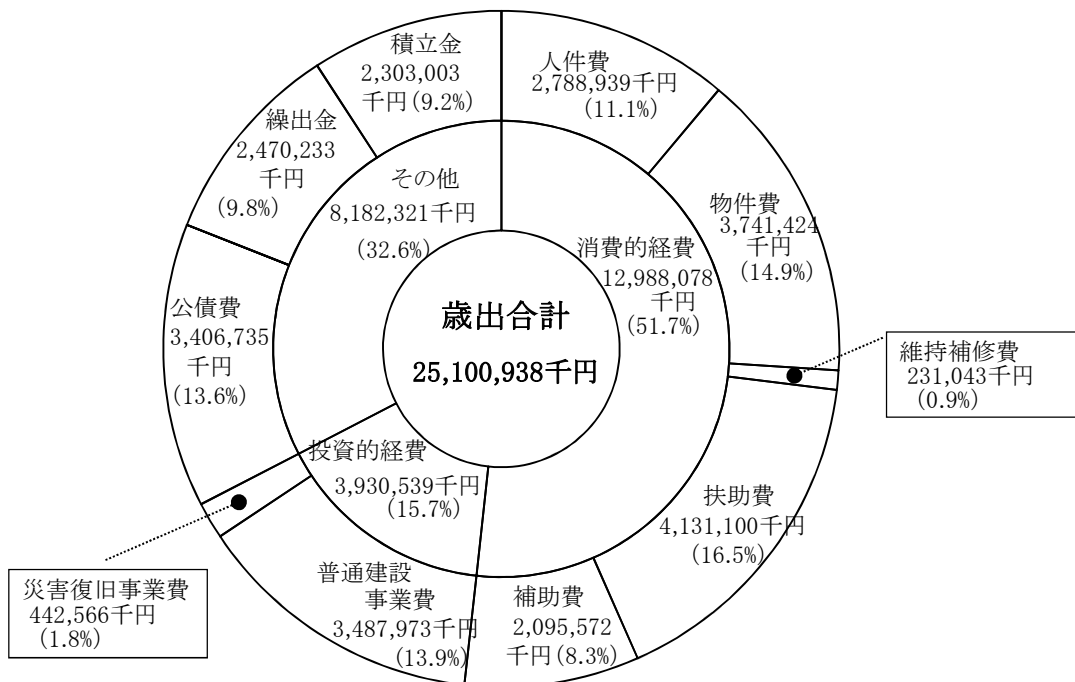 歳出合計
25,100,938千円
消費的経費
12,988,078
千円
(51.7%)
人件費
2,788,939千円
(11.1%)
物件費
3,741,424
千円
(14.9%)
維持補修費
231,043千円
(0.9%)
扶助費
4,131,100千円
(16.5%)
補助費
2,095,572
千円(8.3%)
投資的経費
3,930,539千円
(15.7%)
普通建設
事業費
3,487,973千円
(13.9%)
災害復旧事業費
442,566千円
(1.8%)
その他
8,182,321千円
(32.6%)
公債費
3,406,735
千円
(13.6%)
繰出金
2,470,233
千円
(9.8%)
積立金
2,303,003
千円(9.2%)